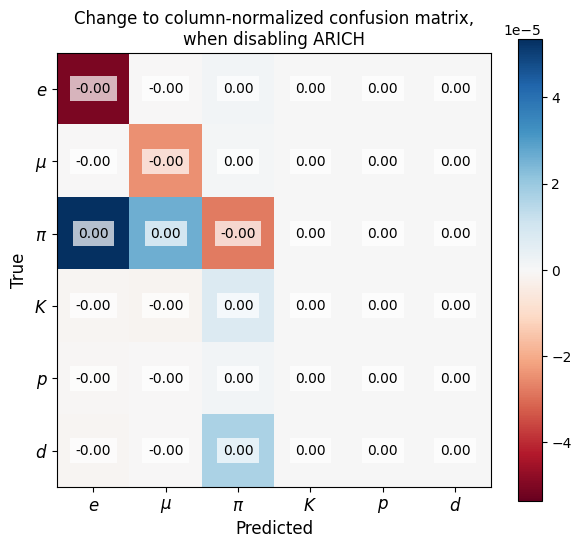 Change to column-normalized confusion matrix,
when disabling ARICH
1e−5
e -0.00 -0.00 0.00 0.00 0.00 0.00
μ -0.00 -0.00 0.00 0.00 0.00 0.00
π 0.00 0.00 -0.00 0.00 0.00 0.00
K -0.00 -0.00 0.00 0.00 0.00 0.00
p -0.00 -0.00 0.00 0.00 0.00 0.00
d -0.00 -0.00 0.00 0.00 0.00 0.00
True
e μ π K p d
Predicted
4
2
0
−2
−4